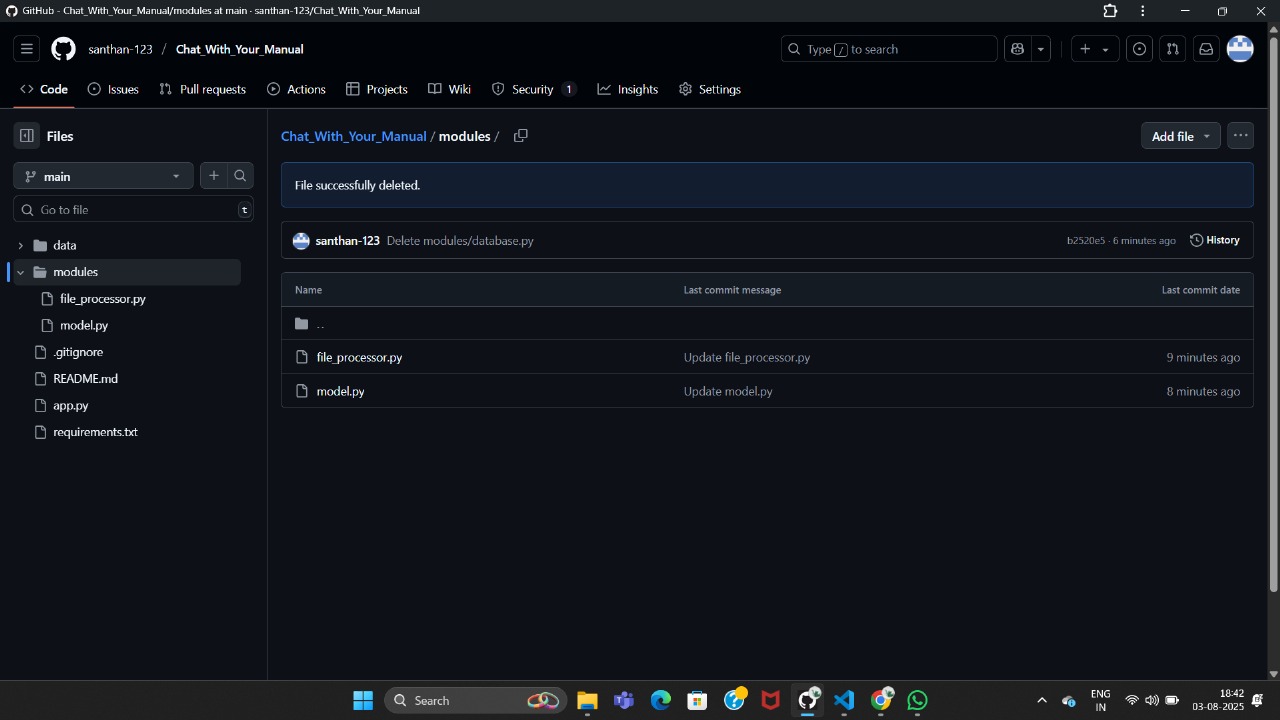 GitHub - Chat_With_Your_Manual/modules at main · santhan-123/Chat_With_Your_Manual
santhan-123 / Chat_With_Your_Manual
Type / to search
Code Issues Pull requests Actions Projects Wiki Security 1 Insights Settings
Files
Chat_With_Your_Manual / modules /
Add file
main
File successfully deleted.
Go to file t
santhan-123 Delete modules/database.py b2520e5 · 6 minutes ago History
data
modules
file_processor.py
model.py
.gitignore
README.md
app.py
requirements.txt
Name Last commit message Last commit date
..
file_processor.py Update file_processor.py 9 minutes ago
model.py Update model.py 8 minutes ago
Search
ENG
IN
18:42
03-08-2025